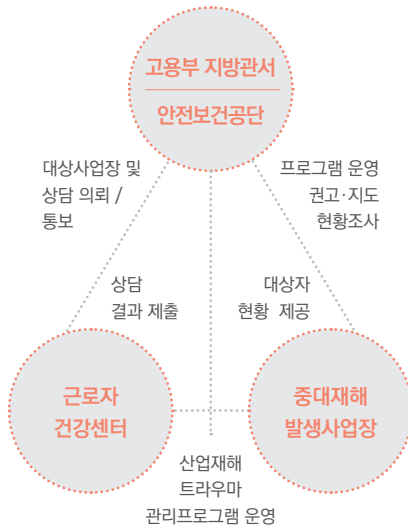 고용부 지방관서
안전보건공단
대상사업장 및
상담 의뢰 /
통보
프로그램 운영
권고·지도
현황조사
상담
결과 제출
대상자
현황 제공
근로자
건강센터
중대재해
발생사업장
산업재해
트라우마
관리프로그램 운영